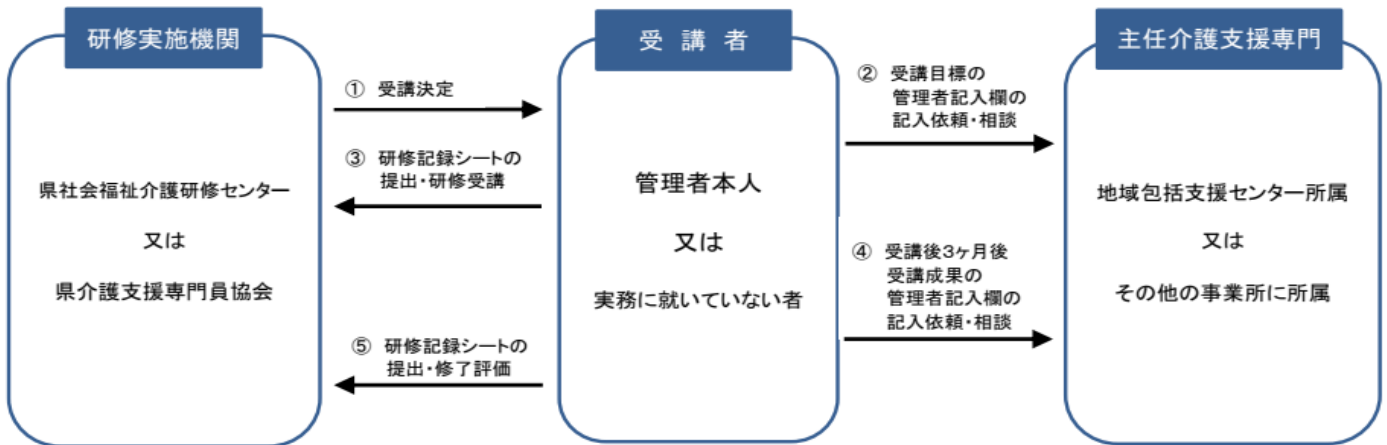 研修実施機関
県社会福祉介護研修センター
又は
県介護支援専門員協会
① 受講決定
③ 研修記録シートの
提出・研修受講
⑤ 研修記録シートの
提出・修了評価
受 講 者
管理者本人
又は
実務に就いていない者
② 受講目標の
管理者記入欄の
記入依頼・相談
④ 受講後3ヶ月後
受講成果の
管理者記入欄の
記入依頼・相談
主任介護支援専門
地域包括支援センター所属
又は
その他の事業所に所属